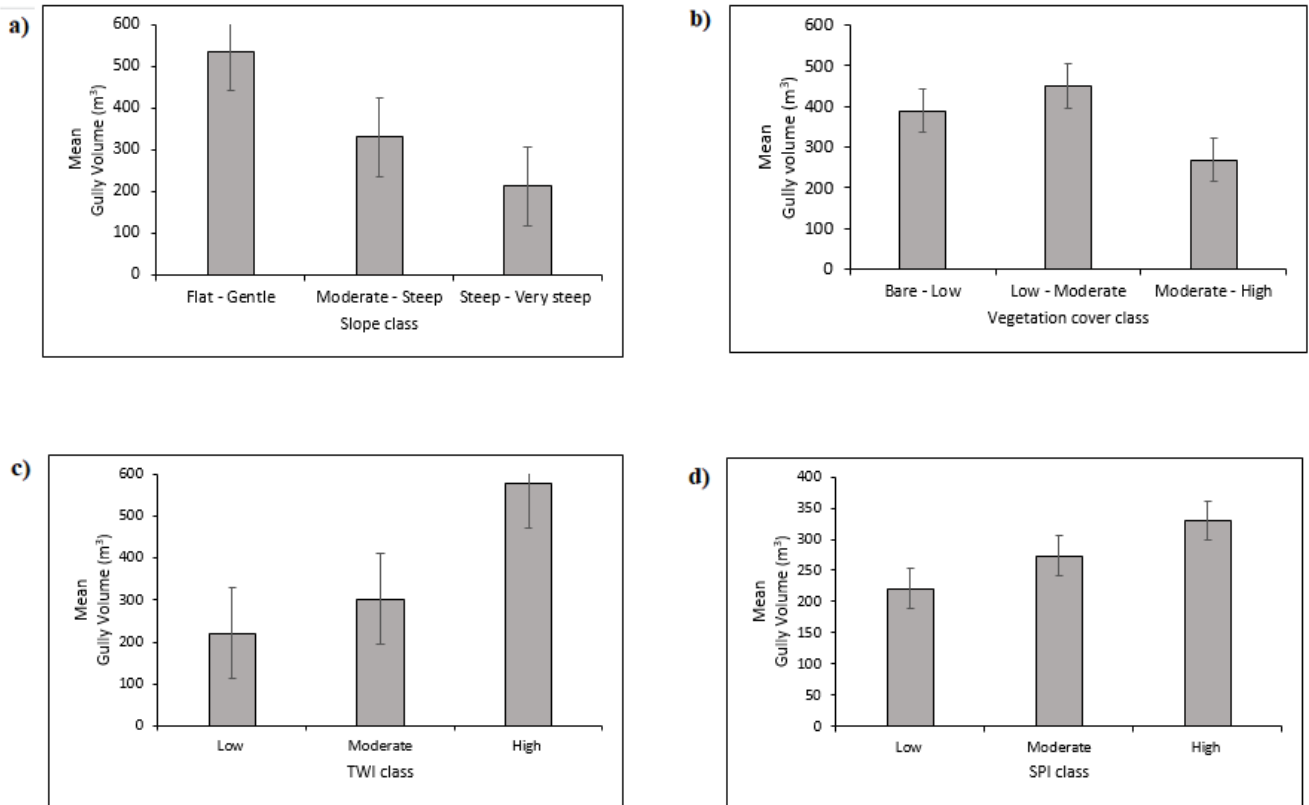 a)
600
500
400
300
200
100
0
Mean
Gully Volume (m³)
Flat - Gentle Moderate - Steep Steep - Very steep
Slope class
b)
600
500
400
300
200
100
0
Mean
Gully volume (m³)
Bare - Low Low - Moderate Moderate - High
Vegetation cover class
c)
600
500
400
300
200
100
0
Mean
Gully Volume (m³)
Low Moderate High
TWI class
d)
400
350
300
250
200
150
100
50
0
Mean
Gully Volume (m³)
Low Moderate High
SPI class